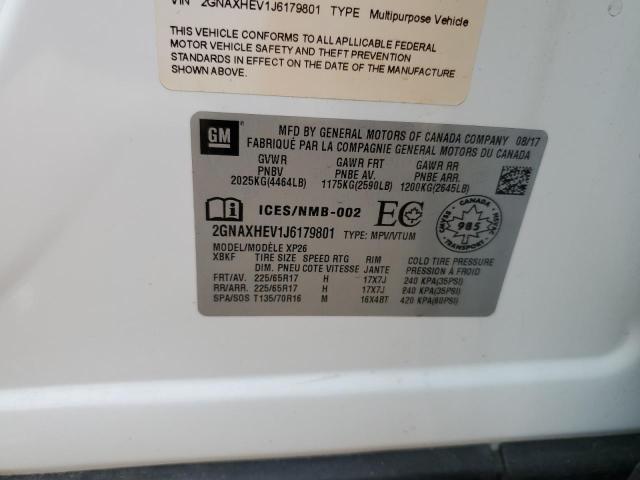 VIN 2GNAXHEV1J6179801 TYPE Multipurpose Vehicle
THIS VEHICLE CONFORMS TO ALL APLLICABLE FEDERAL
MOTOR VEHICLE SAFETY AND THEFT PREVENTION
STANDARDS IN EFFECT ON THE DATE OF MANUFACTURE
SHOWN ABOVE.
GM
MFD BY GENERAL MOTORS OF CANADA COMPANY 08/17
FABRIQUÉ PAR LA COMPAGNIE GENERAL MOTORS DU CANADA
GVWR GAWR FRT GAWR RR
PNBV PNBE AV. PNBE ARR.
2025KG(4464LB) 1175KG(2590LB) 1200KG(2645LB)
ICES/NMB-002 EC
CANADA 985 TRANSPORT
2GNAXHEV1J6179801 TYPE: MPV/VTUM
MODEL/MODÈLE XP26
XBKF TIRE SIZE SPEED RTG RIM COLD TIRE PRESSURE
DIM. PNEU COTE VITESSE JANTE PRESSION À FROID
FRT/AV. 225/65R17 H 17X7J 240 KPA(35PSI)
RR/ARR. 225/65R17 H 17X7J 240 KPA(35PSI)
SPA/SOS T135/70R16 M 16X4BT 420 KPA(60PSI)